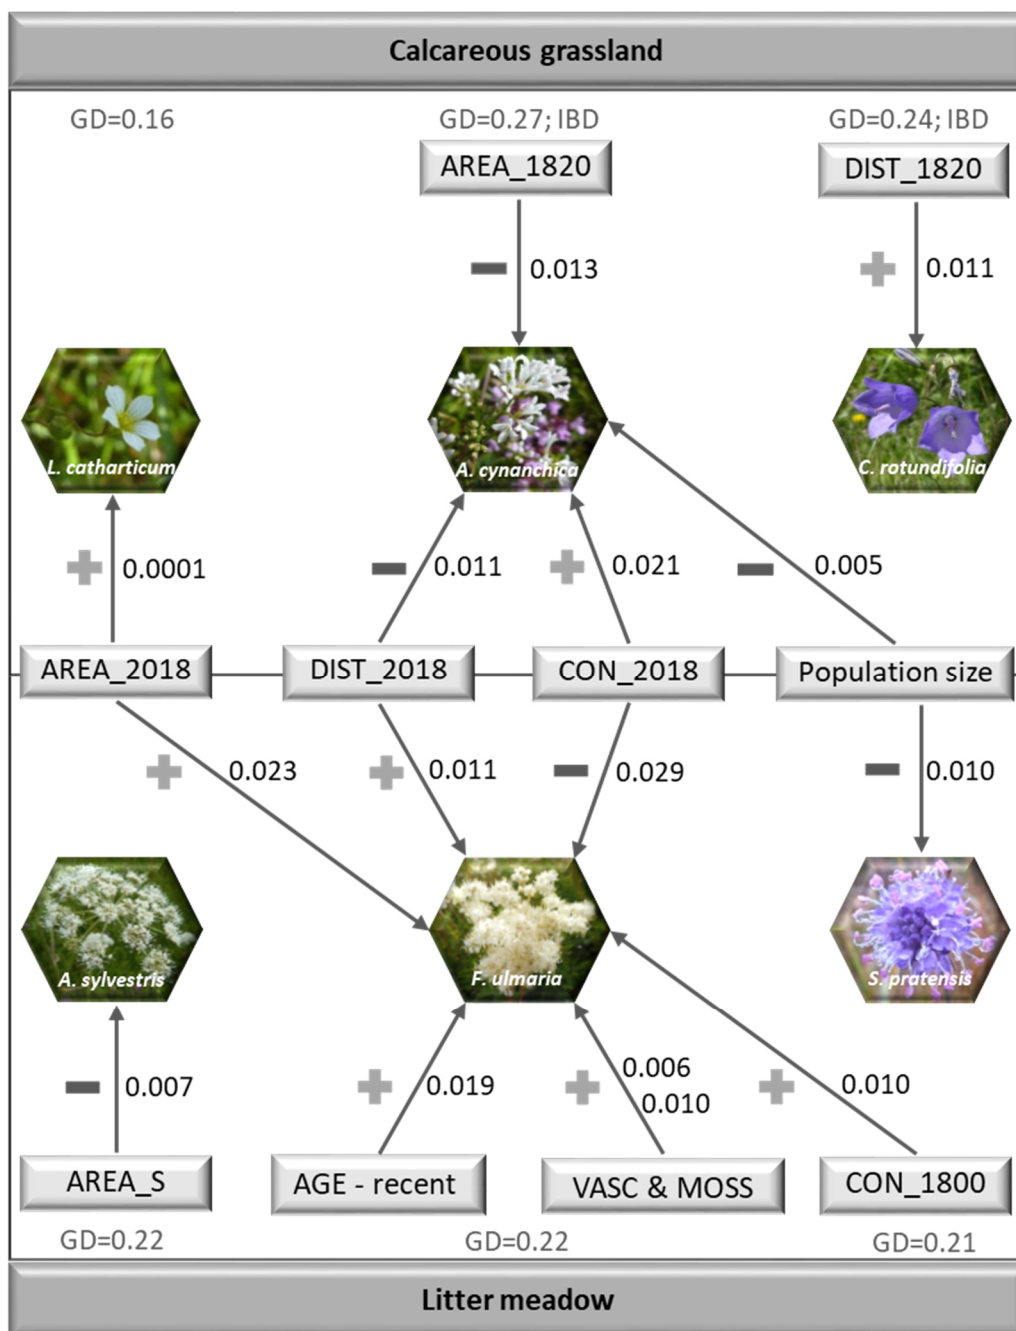 Calcareous grassland
GD=0.16
GD=0.27; IBD
GD=0.24; IBD
AREA_1820
DIST_1820
0.013
0.011
L. catharticum
A. cynanchica
C. rotundifolia
0.0001
0.011
0.021
0.005
AREA_2018
DIST_2018
CON_2018
Population size
0.023
0.011
0.029
0.010
A. sylvestris
F. ulmaria
S. pratensis
0.007
0.019
0.006
0.010
0.010
AREA_S
AGE - recent
VASC & MOSS
CON_1800
GD=0.22
GD=0.22
GD=0.21
Litter meadow